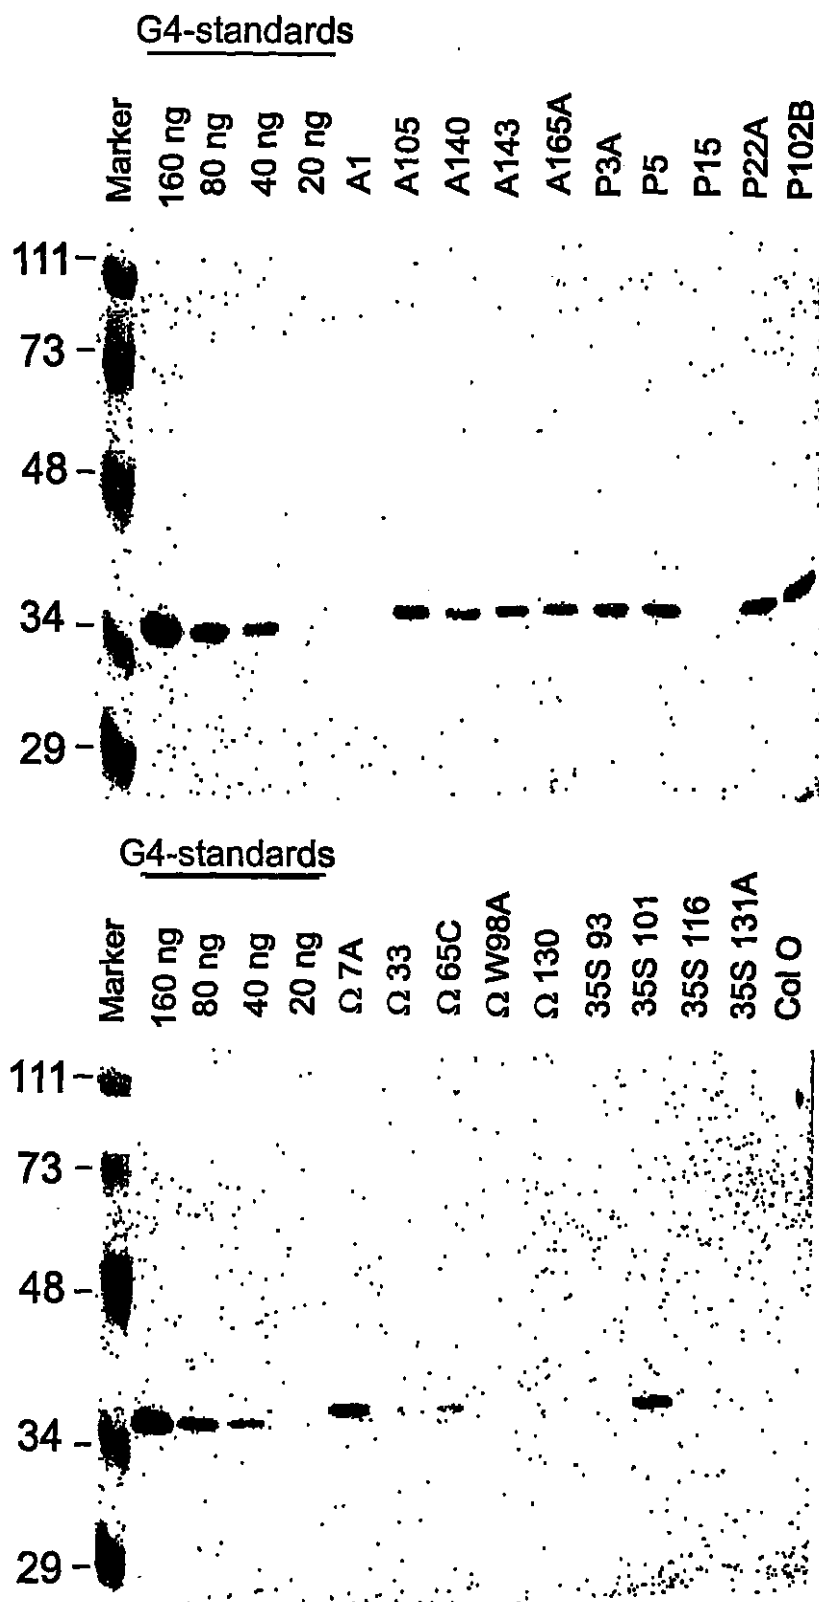 G4-standards
Marker
160 ng
80 ng
40 ng
20 ng
A1
A105
A140
A143
A165A
P3A
P5
P15
P22A
P102B
111
73
48
34
29
G4-standards
Marker
160 ng
80 ng
40 ng
20 ng
Ω 7A
Ω 33
Ω 65C
Ω W98A
Ω 130
35S 93
35S 101
35S 116
35S 131A
Col O
111
73
48
34
29